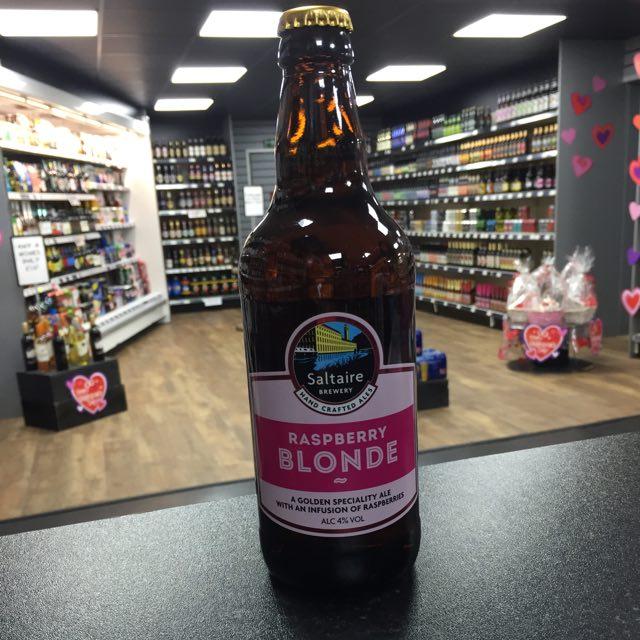 Saltaire
BREWERY
HAND CRAFTED ALES
RASPBERRY
BLONDE
A GOLDEN SPECIALITY ALE
WITH AN INFUSION OF RASPBERRIES
ALC 4% VOL